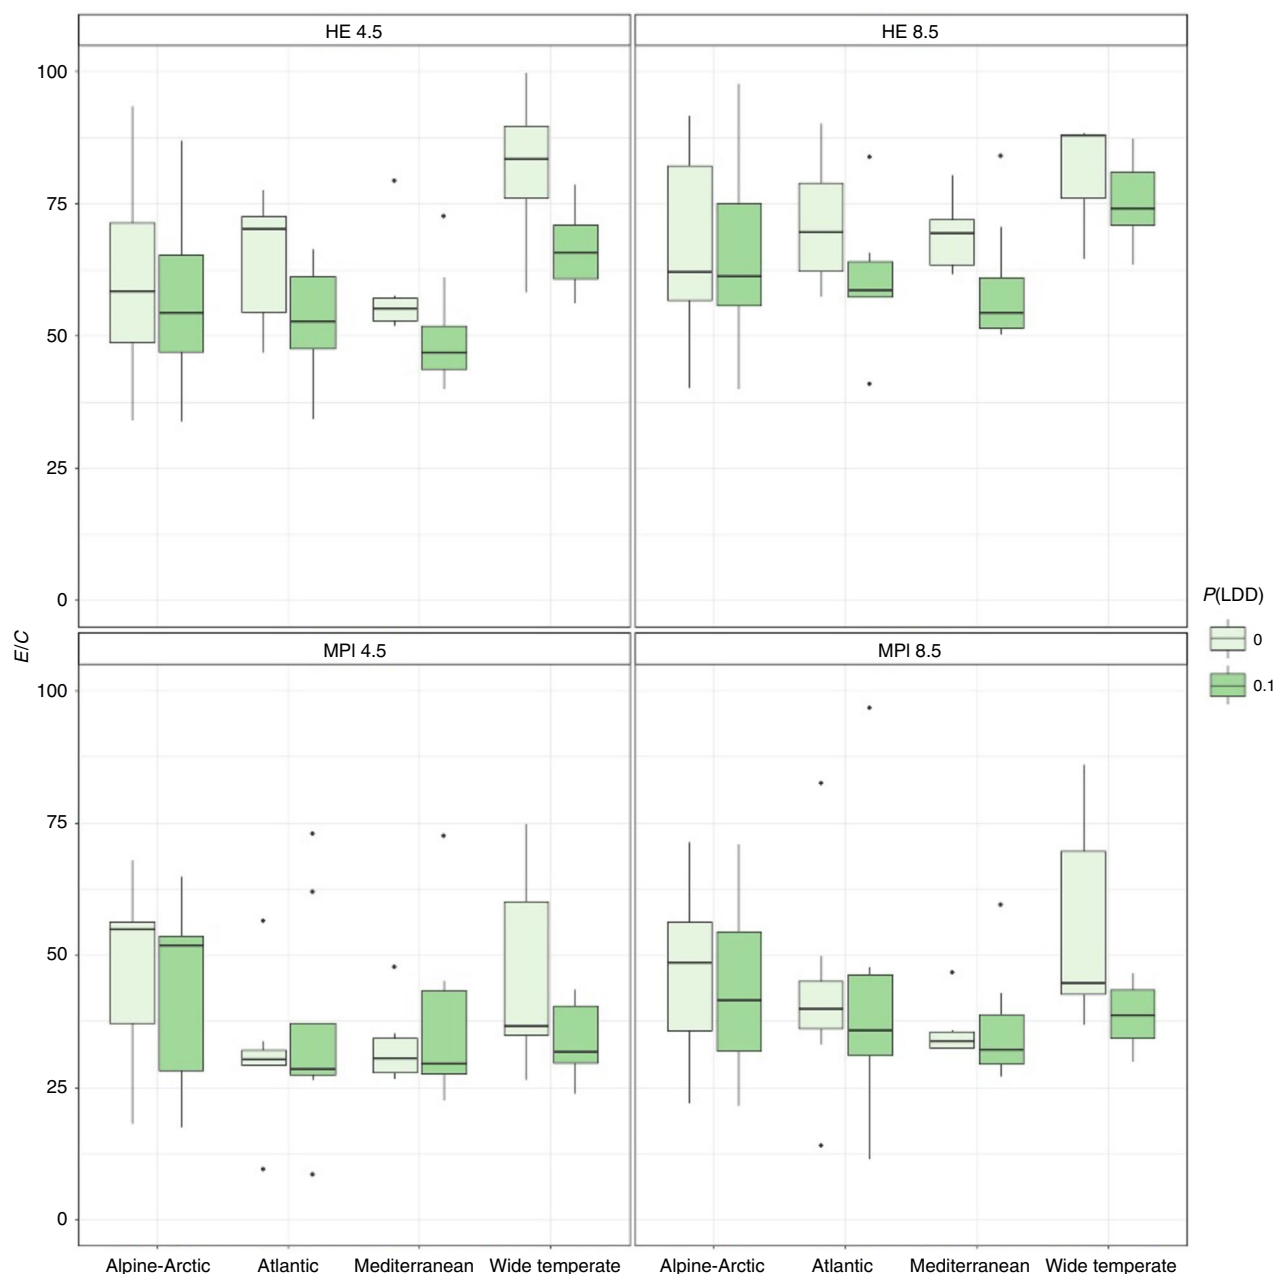 HE 4.5
HE 8.5
100
75
50
25
0
E/C
MPI 4.5
MPI 8.5
100
75
50
25
0
Alpine-Arctic
Atlantic
Mediterranean
Wide temperate
Alpine-Arctic
Atlantic
Mediterranean
Wide temperate
P(LDD)
0
0.1